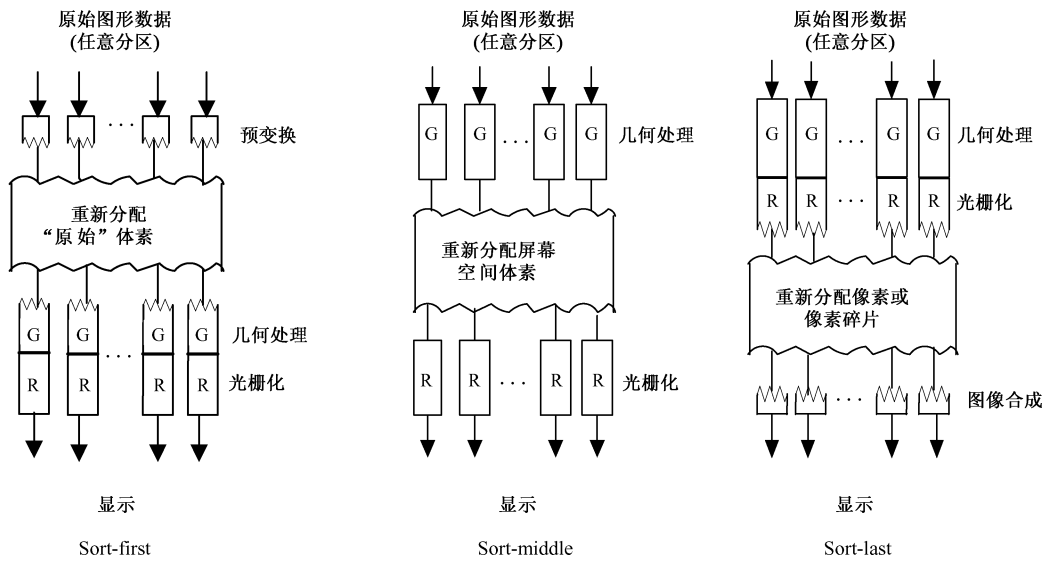 原始图形数据
(任意分区)
···
预变换
重新分配
“原始”体素
G G ··· G G 几何处理
R R R R 光栅化
显示
Sort-first
原始图形数据
(任意分区)
G G ··· G G 几何处理
重新分配屏幕
空间体素
R R ··· R R 光栅化
显示
Sort-middle
原始图形数据
(任意分区)
G G ··· G G 几何处理
R R ··· R R 光栅化
重新分配像素或
像素碎片
··· 图像合成
显示
Sort-last